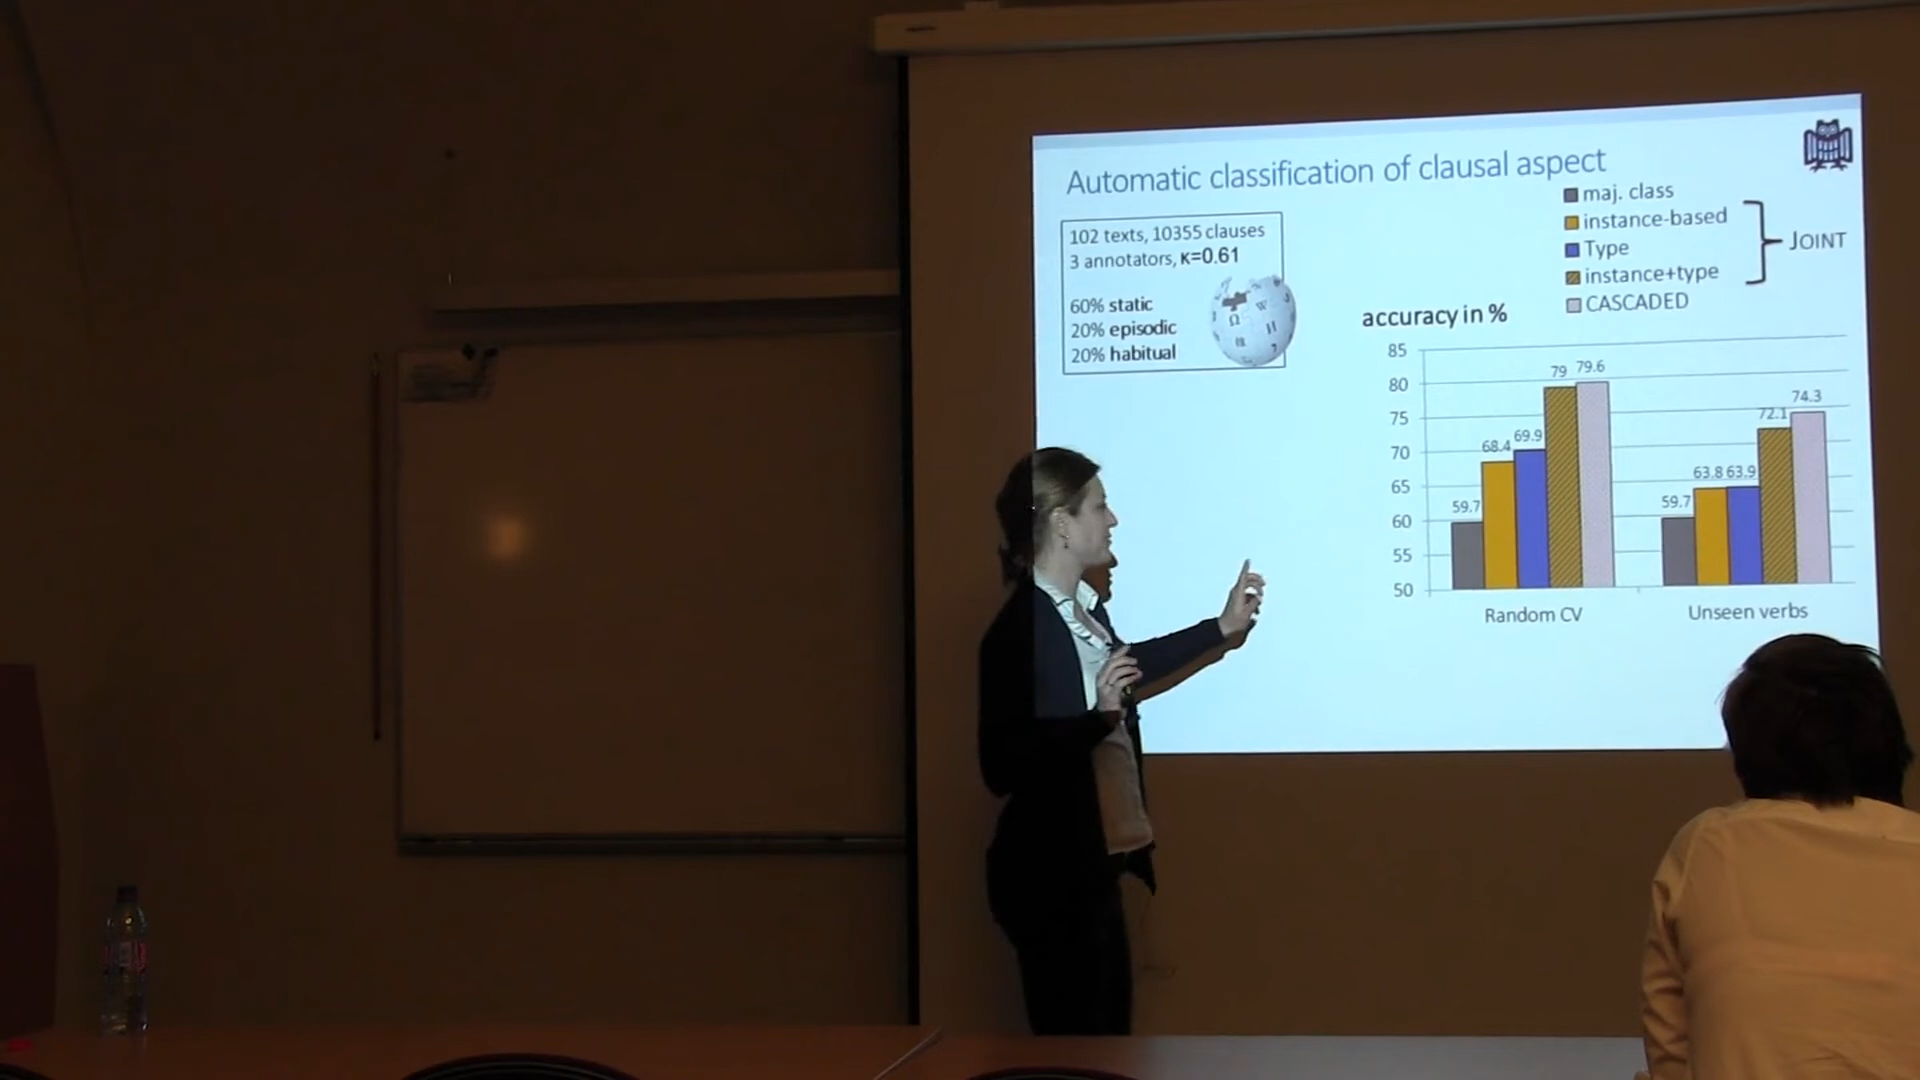 Automatic classification of clausal aspect
102 texts, 10355 clauses
3 annotators, κ=0.61
60% static
20% episodic
20% habitual
maj. class
instance-based
Type
instance+type
CASCADED
JOINT
accuracy in %
85
80
75
70
65
60
55
50
59.7
68.4
69.9
79
79.6
59.7
63.8
63.9
72.1
74.3
Random CV
Unseen verbs